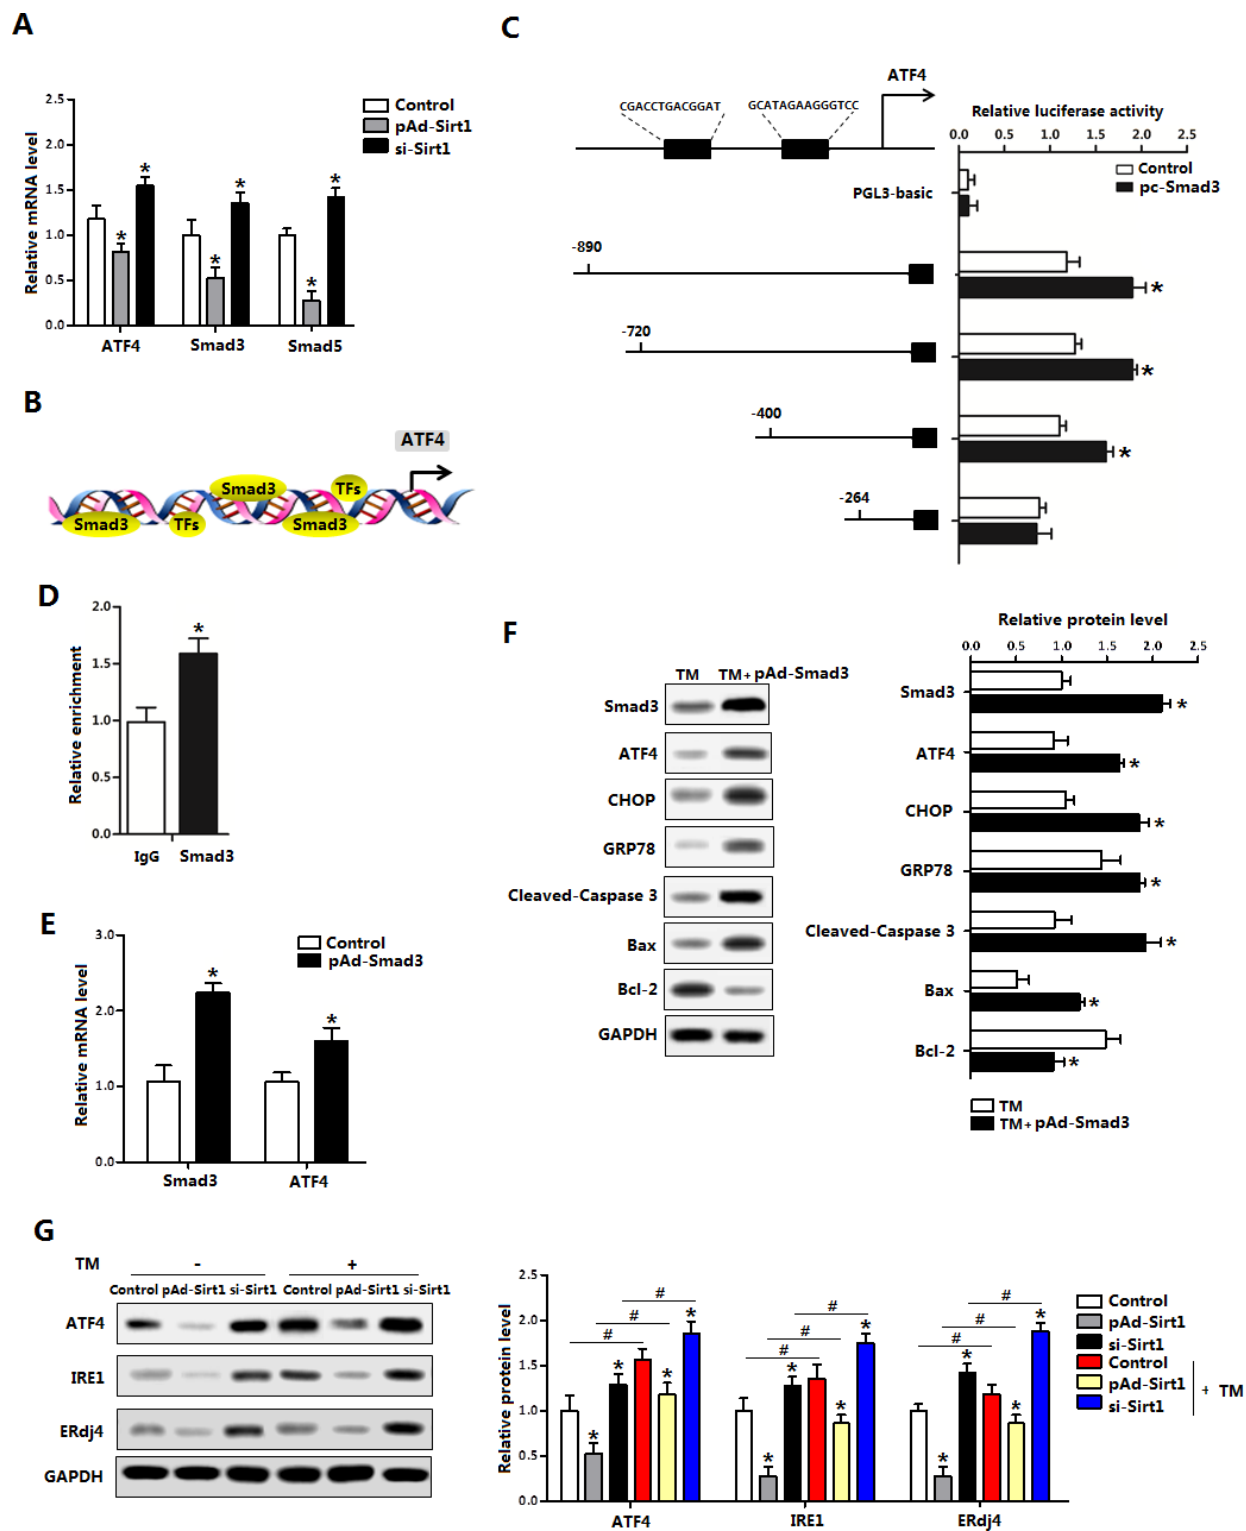 A
2.5
2.0
1.5
1.0
0.5
0.0
Relative mRNA level
Control
pAd-Sirt1
si-Sirt1
*
*
*
*
*
*
ATF4 Smad3 Smad5
B
ATF4
Smad3 TFs
Smad3 TFs Smad3
C
ATF4
CGACCTGACGGAT GCATAGAAGGGTCC
Relative luciferase activity
0.0 0.5 1.0 1.5 2.0 2.5
Control
pc-Smad3
PGL3-basic
-890
*
-720
*
-400
*
-264
D
2.0
1.5
1.0
0.5
0.0
Relative enrichment
*
IgG Smad3
E
3.0
2.0
1.0
0.0
Relative mRNA level
Control
pAd-Smad3
*
*
Smad3 ATF4
F
TM TM+pAd-Smad3
Smad3
ATF4
CHOP
GRP78
Cleaved-Caspase 3
Bax
Bcl-2
GAPDH
Relative protein level
0.0 0.5 1.0 1.5 2.0 2.5
Smad3 *
ATF4 *
CHOP *
GRP78 *
Cleaved-Caspase 3 *
Bax *
Bcl-2 *
TM
TM+pAd-Smad3
G
TM - +
Control pAd-Sirt1 si-Sirt1 Control pAd-Sirt1 si-Sirt1
ATF4
IRE1
ERdj4
GAPDH
2.5
2.0
1.5
1.0
0.5
0.0
Relative protein level
# # #
# # #
# # #
* * * *
* * * *
* * * *
ATF4 IRE1 ERdj4
Control
pAd-Sirt1
si-Sirt1
Control
pAd-Sirt1
si-Sirt1
+ TM